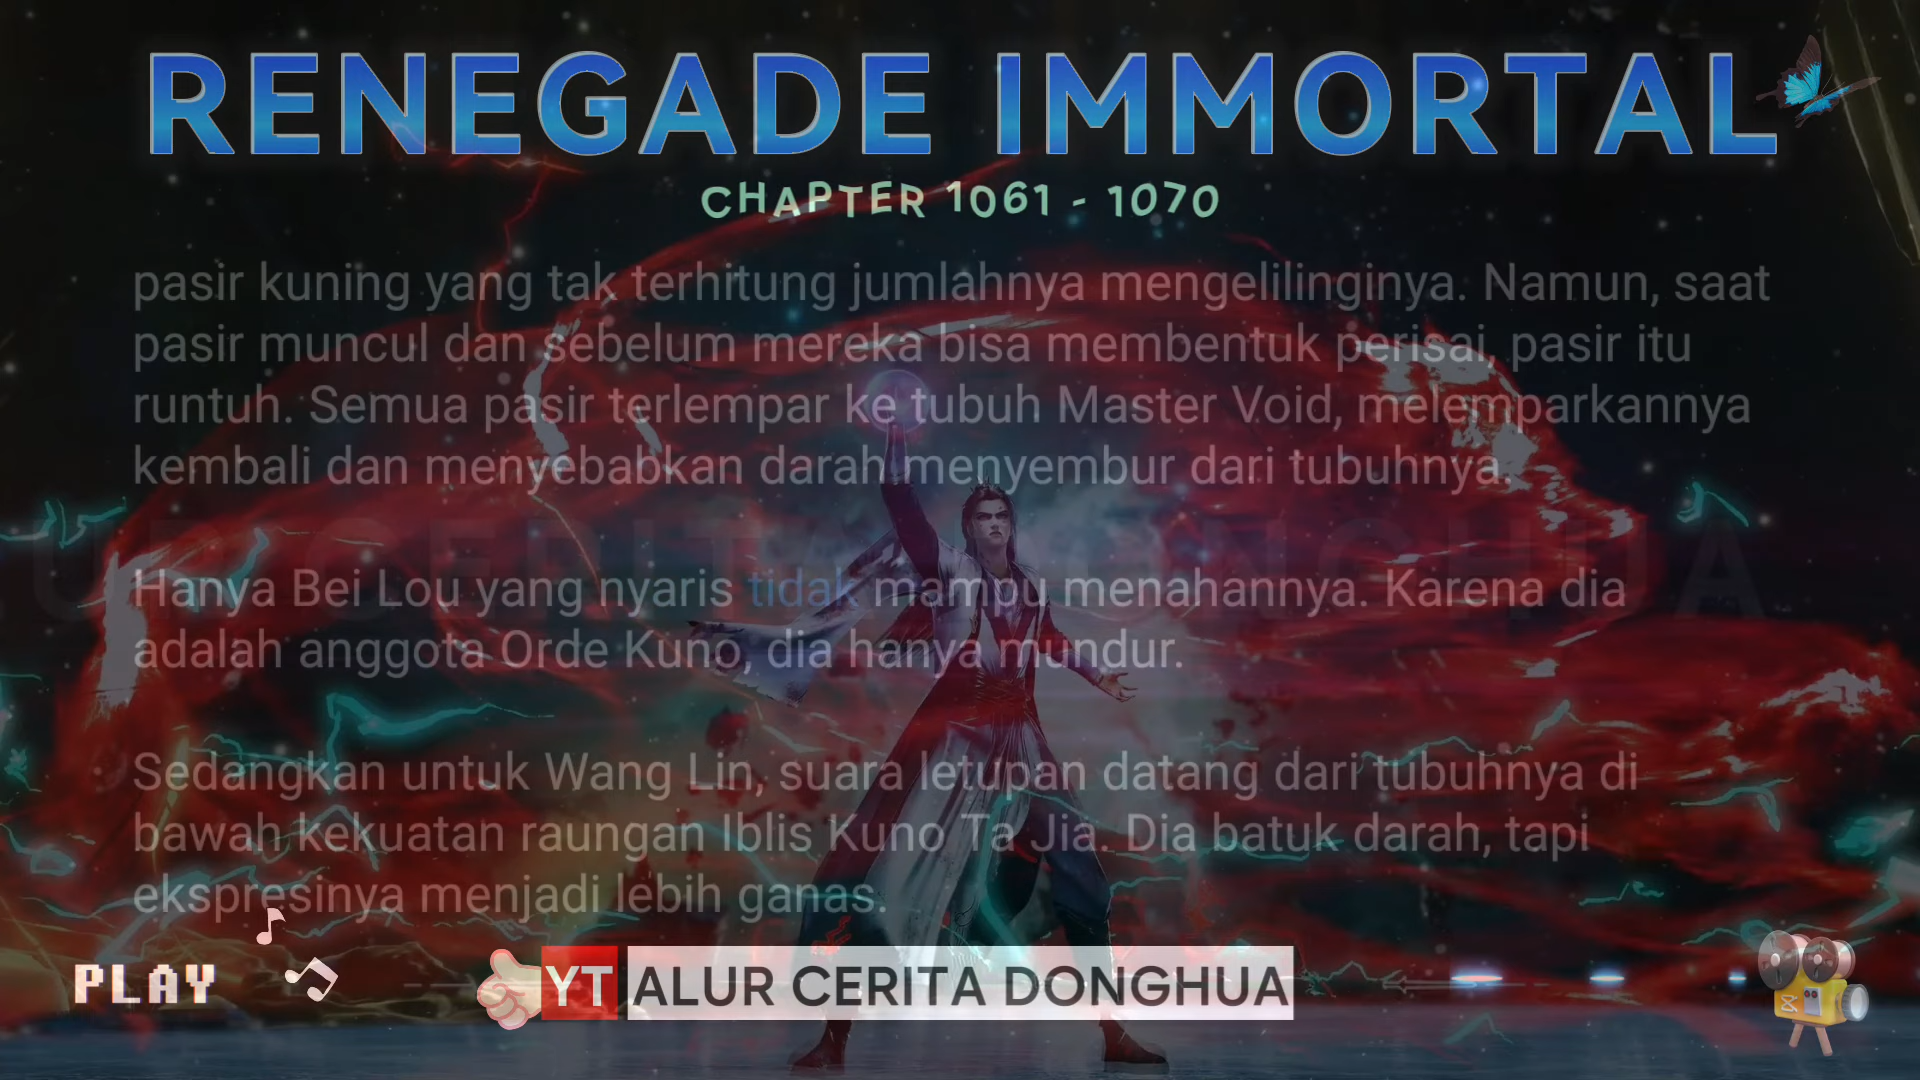 RENEGADE IMMORTAL
CHAPTER 1061 - 1070
pasir kuning yang tak terhitung jumlahnya mengelilinginya. Namun, saat
pasir muncul dan sebelum mereka bisa membentuk perisai, pasir itu
runtuh. Semua pasir terlempar ke tubuh Master Void, melemparkannya
kembali dan menyebabkan darah menyembur dari tubuhnya.
Hanya Bei Lou yang nyaris tidak mampu menahannya. Karena dia
adalah anggota Orde Kuno, dia hanya mundur.
Sedangkan untuk Wang Lin, suara letupan datang dari tubuhnya di
bawah kekuatan raungan Iblis Kuno Ta Jia. Dia batuk darah, tapi
ekspresinya menjadi lebih ganas.
PLAY
YT ALUR CERITA DONGHUA